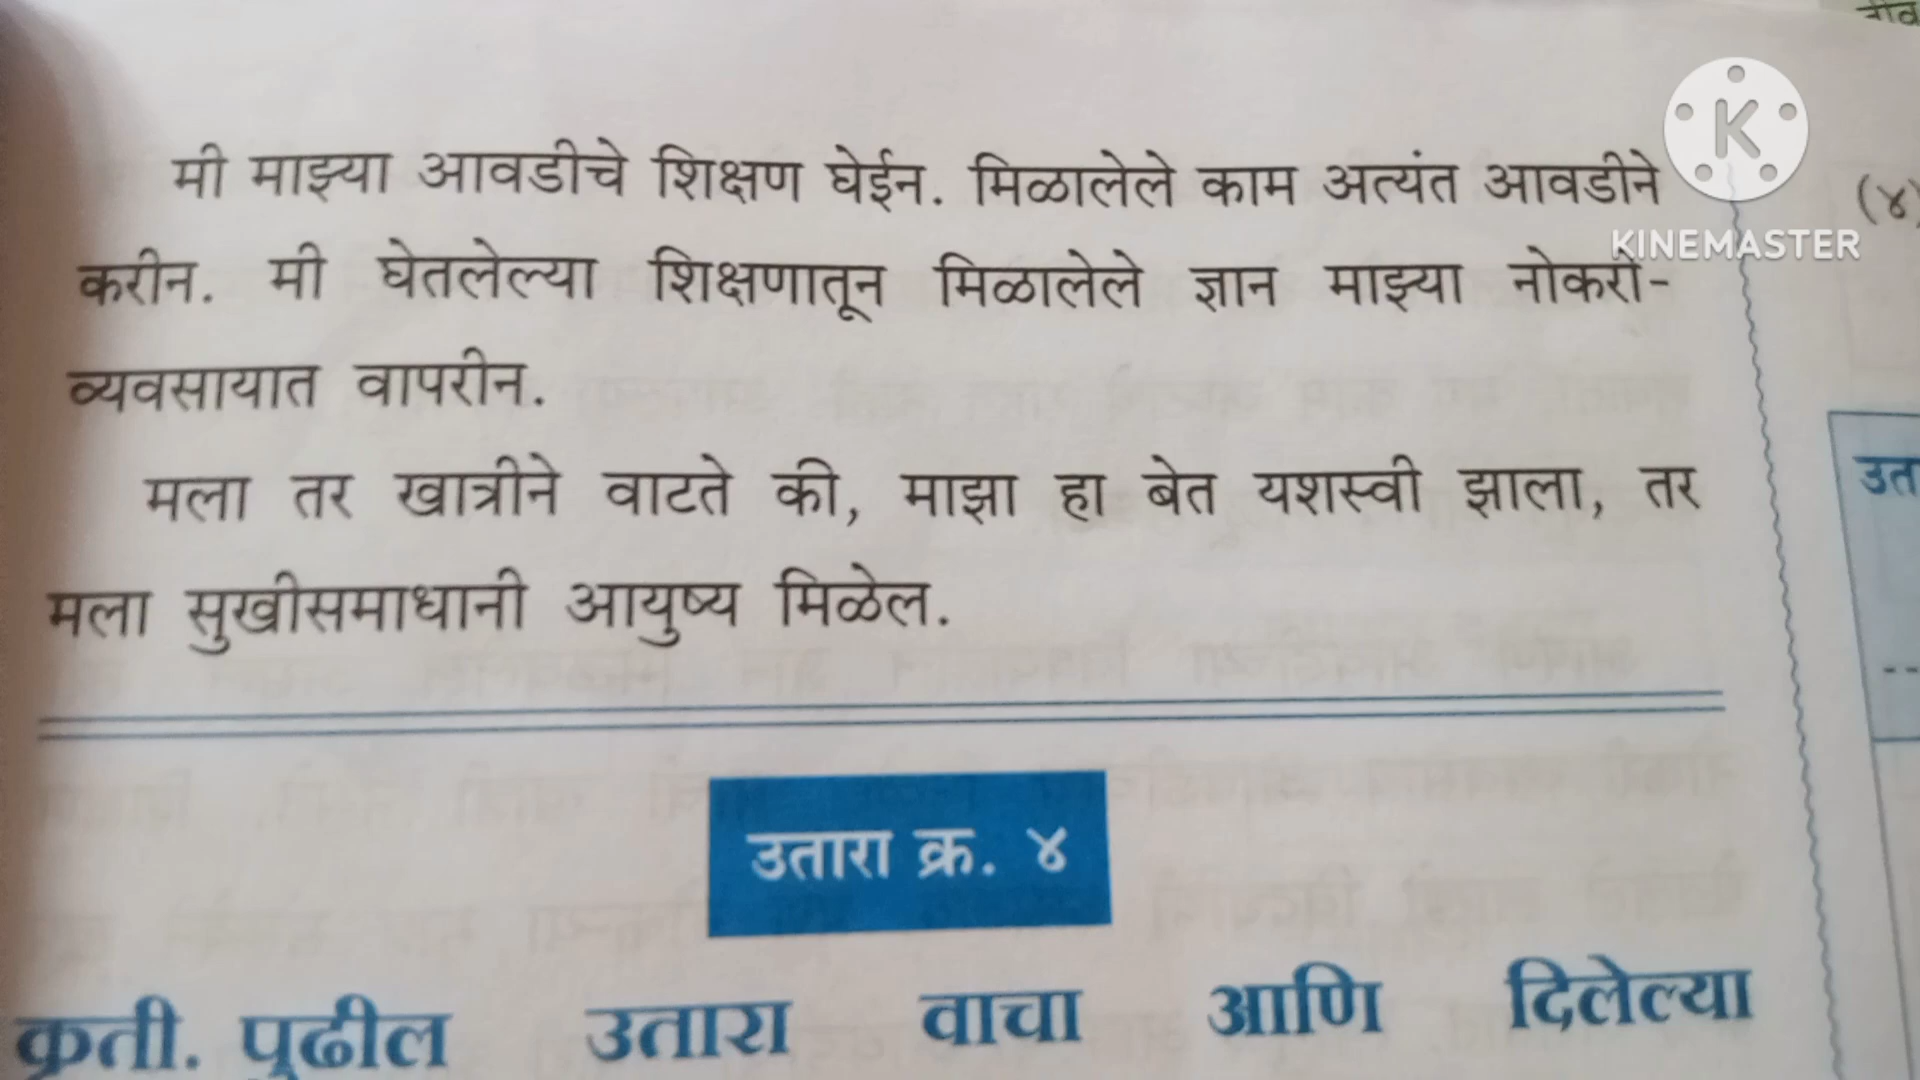 मी माझ्या आवडीचे शिक्षण घेईन. मिळालेले काम अत्यंत आवडीने
करीन. मी घेतलेल्या शिक्षणातून मिळालेले ज्ञान माझ्या नोकरी-
व्यवसायात वापरीन.
मला तर खात्रीने वाटते की, माझा हा बेत यशस्वी झाला, तर
मला सुखीसमाधानी आयुष्य मिळेल.
उतारा क्र. ४
कृती. पुढील उतारा वाचा आणि दिलेल्या
K
KINEMASTER
(४)